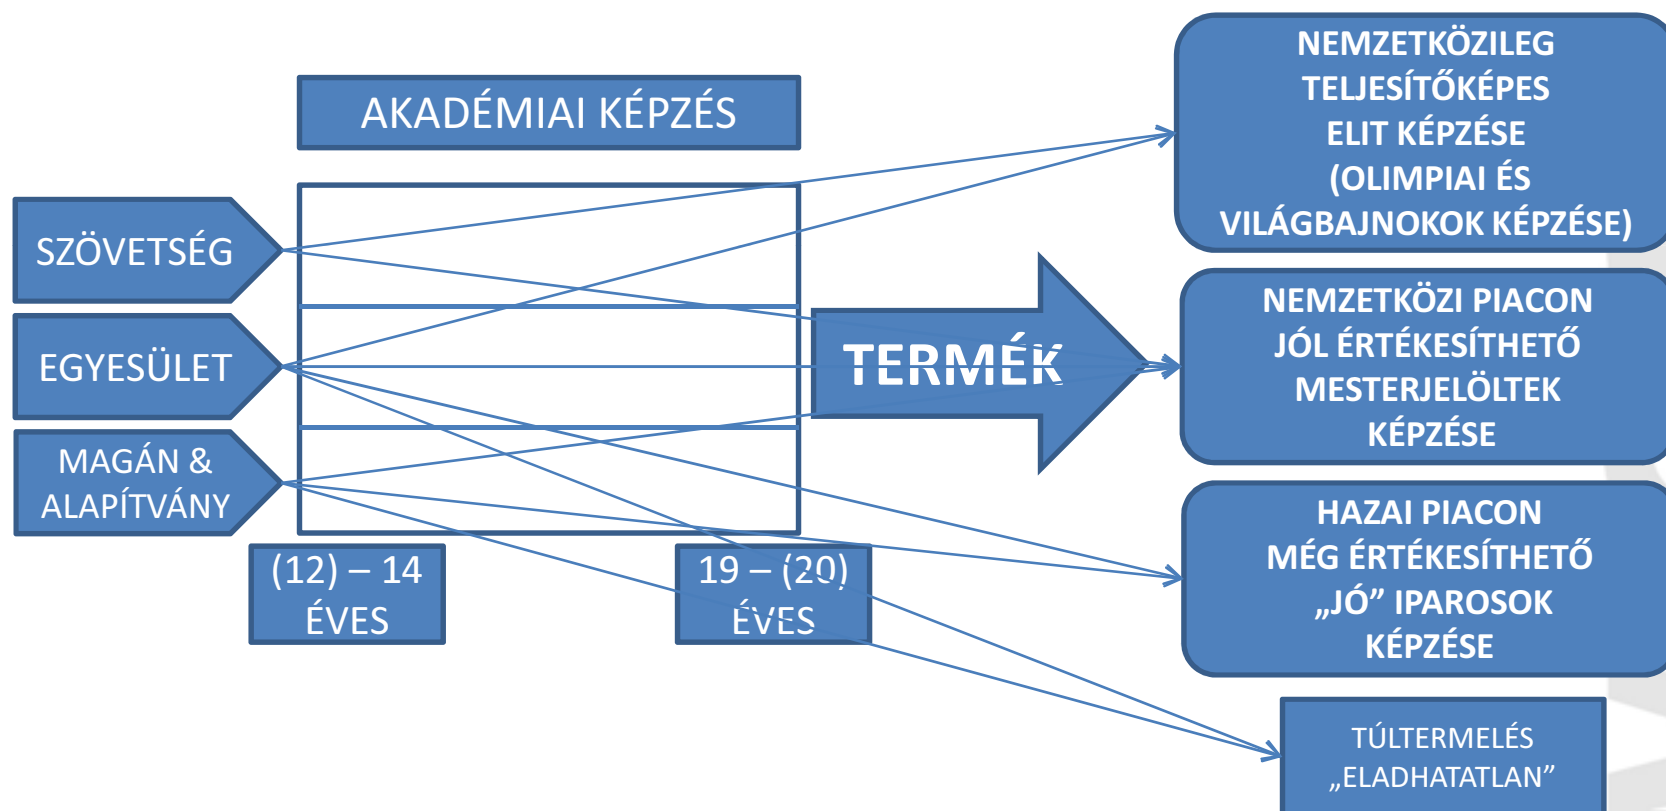 AKADÉMIAI KÉPZÉS
SZÖVETSÉG
EGYESÜLET
MAGÁN &
ALAPÍTVÁNY
(12) – 14
ÉVES
19 – (20)
ÉVES
TERMÉK
NEMZETKÖZILEG
TELJESÍTŐKÉPES
ELIT KÉPZÉSE
(OLIMPIAI ÉS
VILÁGBAJNOKOK KÉPZÉSE)
NEMZETKÖZI PIACON
JÓL ÉRTÉKESÍTHETŐ
MESTERJELÖLTEK
KÉPZÉSE
HAZAI PIACON
MÉG ÉRTÉKESÍTHETŐ
„JÓ” IPAROSOK
KÉPZÉSE
TÚLTERMELÉS
„ELADHATATLAN”